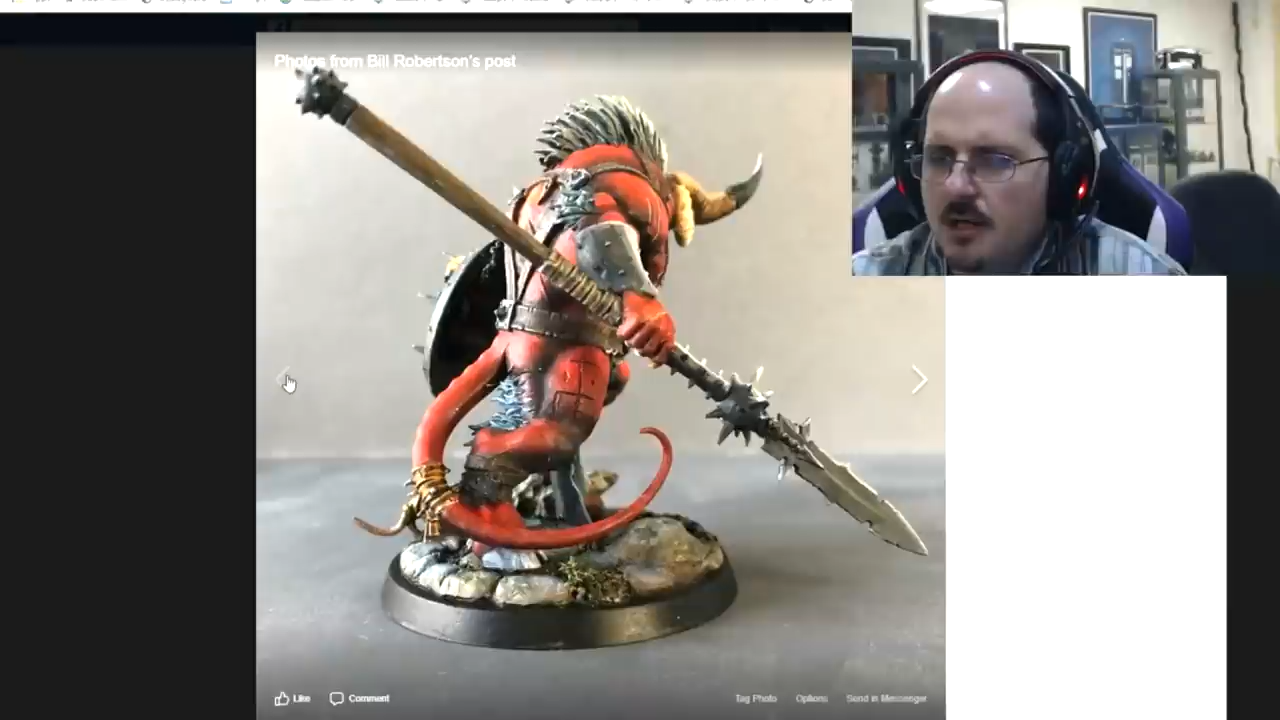 Photos from Bill Robertson's post
Like
Comment
Tag Photo
Options
Send in Messenger